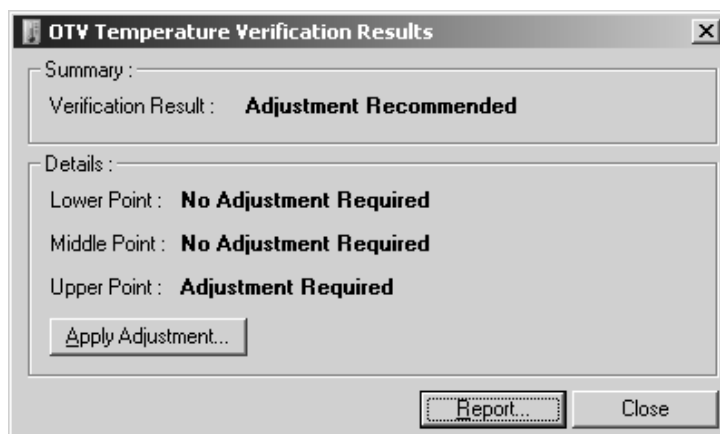 OTV Temperature Verification Results
Summary :
Verification Result : Adjustment Recommended
Details :
Lower Point : No Adjustment Required
Middle Point : No Adjustment Required
Upper Point : Adjustment Required
Apply Adjustment...
Report... Close